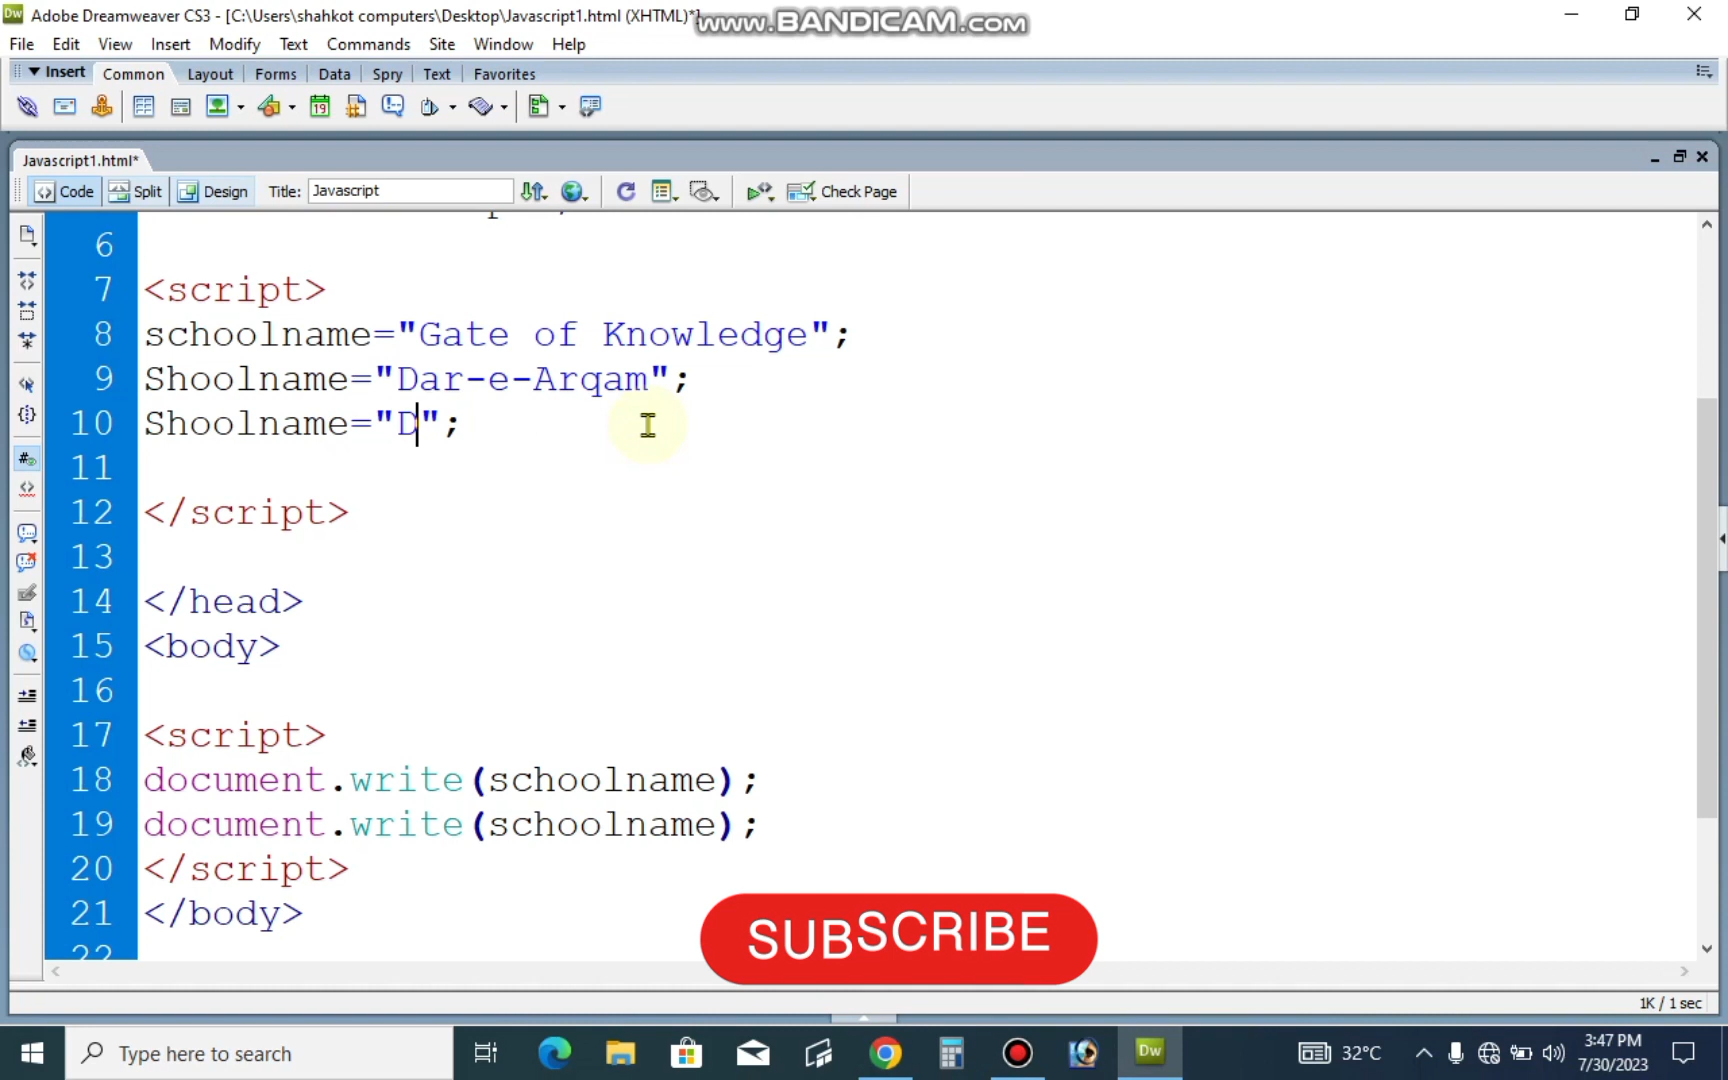 Dw Adobe Dreamweaver CS3 - [C:\Users\shahkot computers\Desktop\Javascript1.html (XHTML)*]
www.BANDICAM.com
File Edit View Insert Modify Text Commands Site Window Help
Insert Common Layout Forms Data Spry Text Favorites
19
Javascript1.html*
Code Split Design Title: Javascript Check Page
6
7 <script>
8 schoolname="Gate of Knowledge";
9 Shoolname="Dar-e-Arqam";
10 Shoolname="D";
11
12 </script>
13
14 </head>
15 <body>
16
17 <script>
18 document.write(schoolname);
19 document.write(schoolname);
20 </script>
21 </body>
22
SUBSCRIBE
1K / 1 sec
Type here to search
Dw
32°C
3:47 PM
7/30/2023